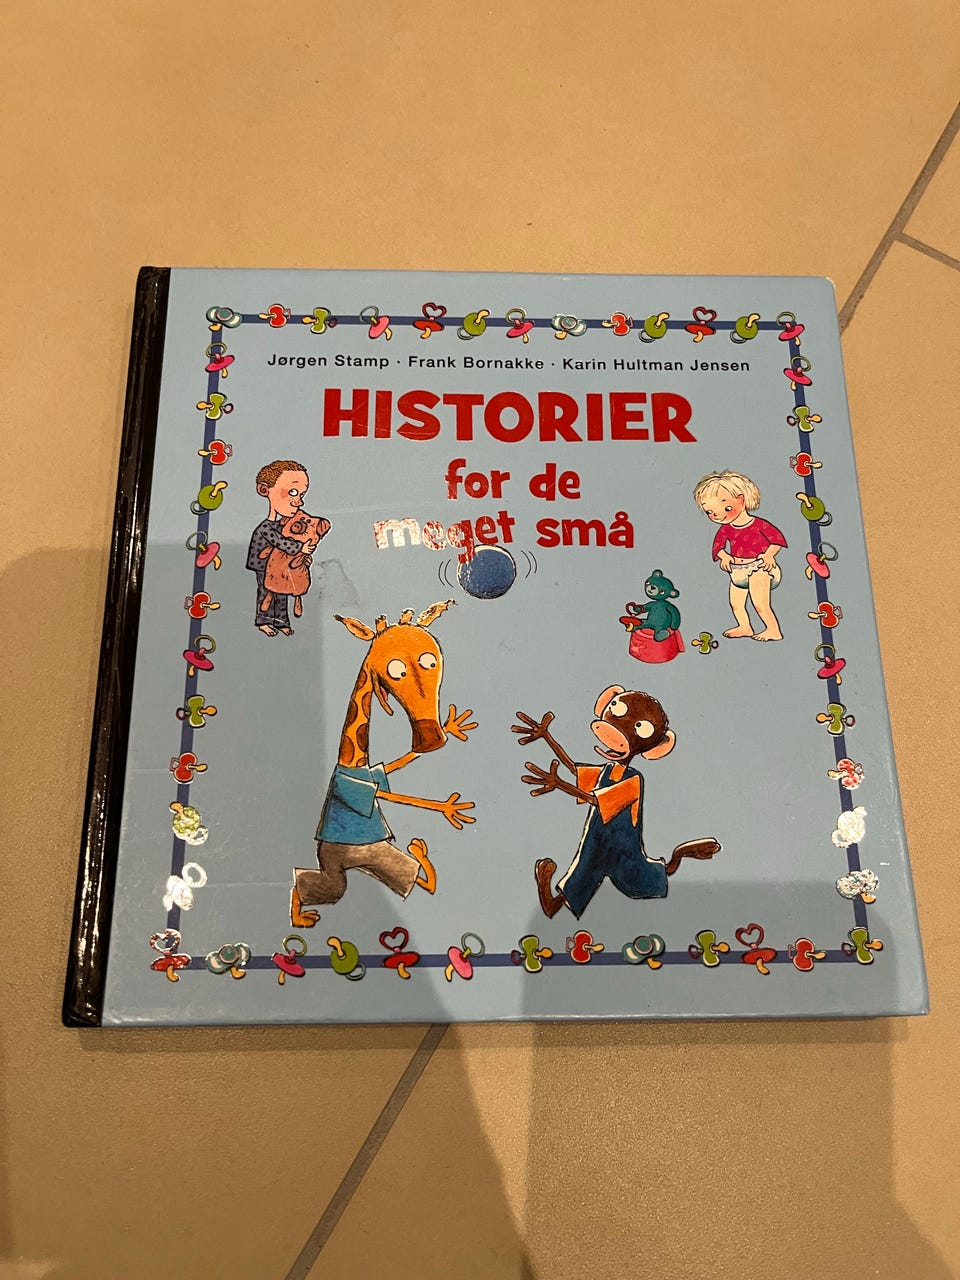 Jørgen Stamp · Frank Bornakke · Karin Hultman Jensen
HISTORIER
for de
meget små